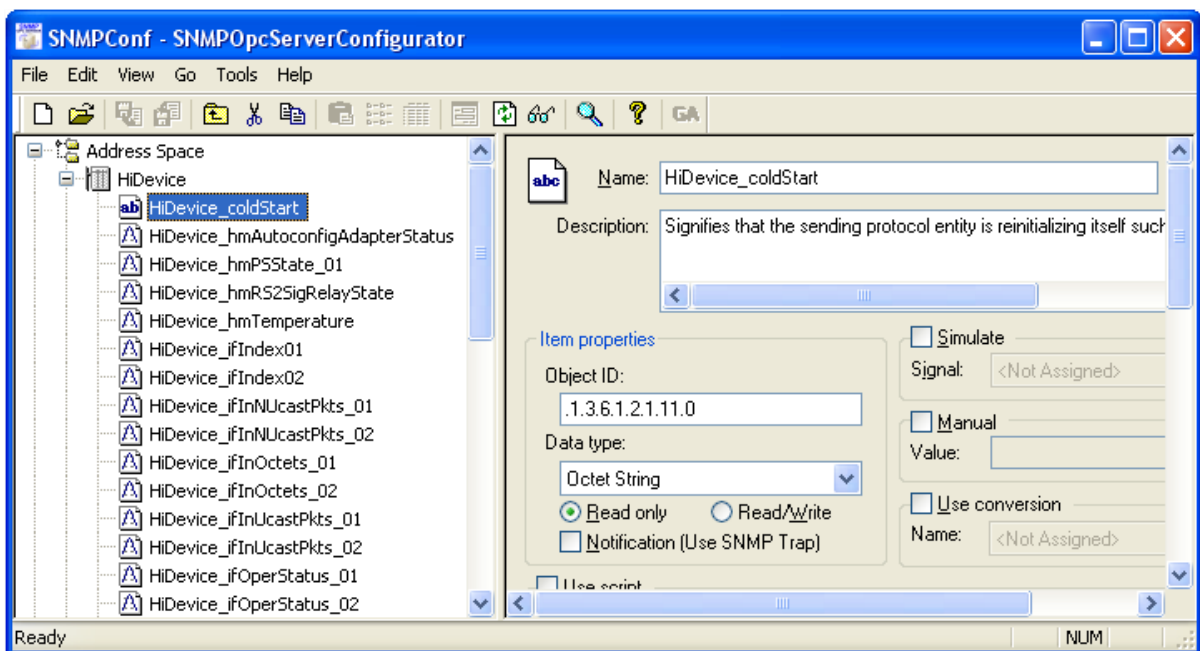 SNMPConf - SNMPOpcServerConfigurator
File Edit View Go Tools Help
GA
Address Space
HiDevice
ab HiDevice_coldStart
HiDevice_hmAutoconfigAdapterStatus
HiDevice_hmPSState_01
HiDevice_hmRS2SigRelayState
HiDevice_hmTemperature
HiDevice_ifIndex01
HiDevice_ifIndex02
HiDevice_ifInNUcastPkts_01
HiDevice_ifInNUcastPkts_02
HiDevice_ifInOctets_01
HiDevice_ifInOctets_02
HiDevice_ifInUcastPkts_01
HiDevice_ifInUcastPkts_02
HiDevice_ifOperStatus_01
HiDevice_ifOperStatus_02
abc
Name: HiDevice_coldStart
Description: Signifies that the sending protocol entity is reinitializing itself such
Item properties
Object ID:
.1.3.6.1.2.1.11.0
Data type:
Octet String
Read only Read/Write
Notification (Use SNMP Trap)
Use script
Simulate
Signal: <Not Assigned>
Manual
Value:
Use conversion
Name: <Not Assigned>
Ready NUM